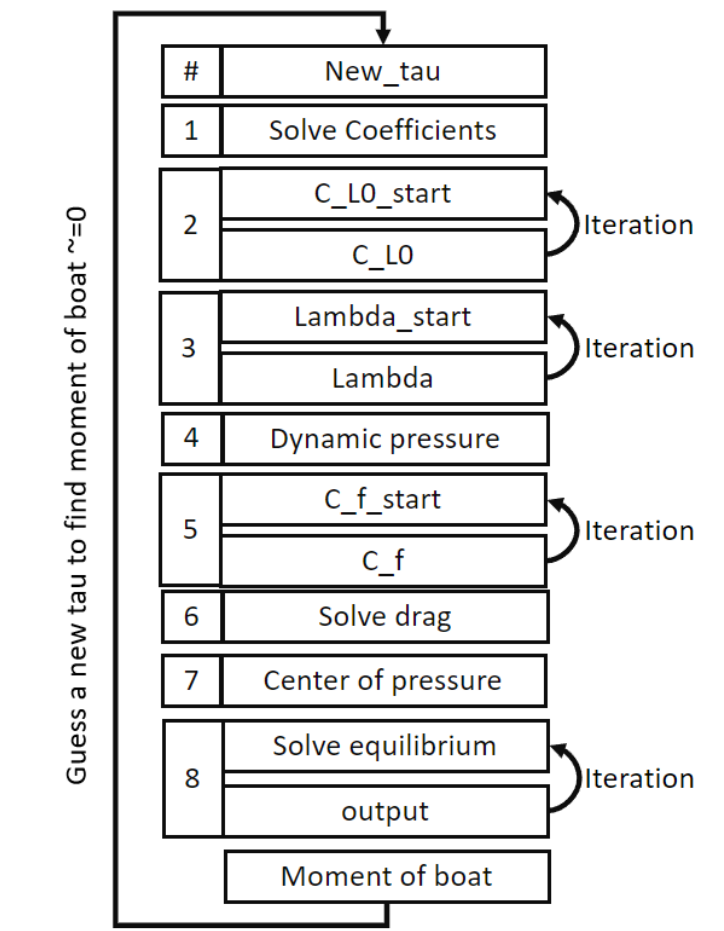 # New_tau
1 Solve Coefficients
2
C_L0_start
C_L0
Iteration
3
Lambda_start
Lambda
Iteration
4 Dynamic pressure
5
C_f_start
C_f
Iteration
6 Solve drag
7 Center of pressure
8
Solve equilibrium
output
Iteration
Moment of boat
Guess a new tau to find moment of boat ~=0